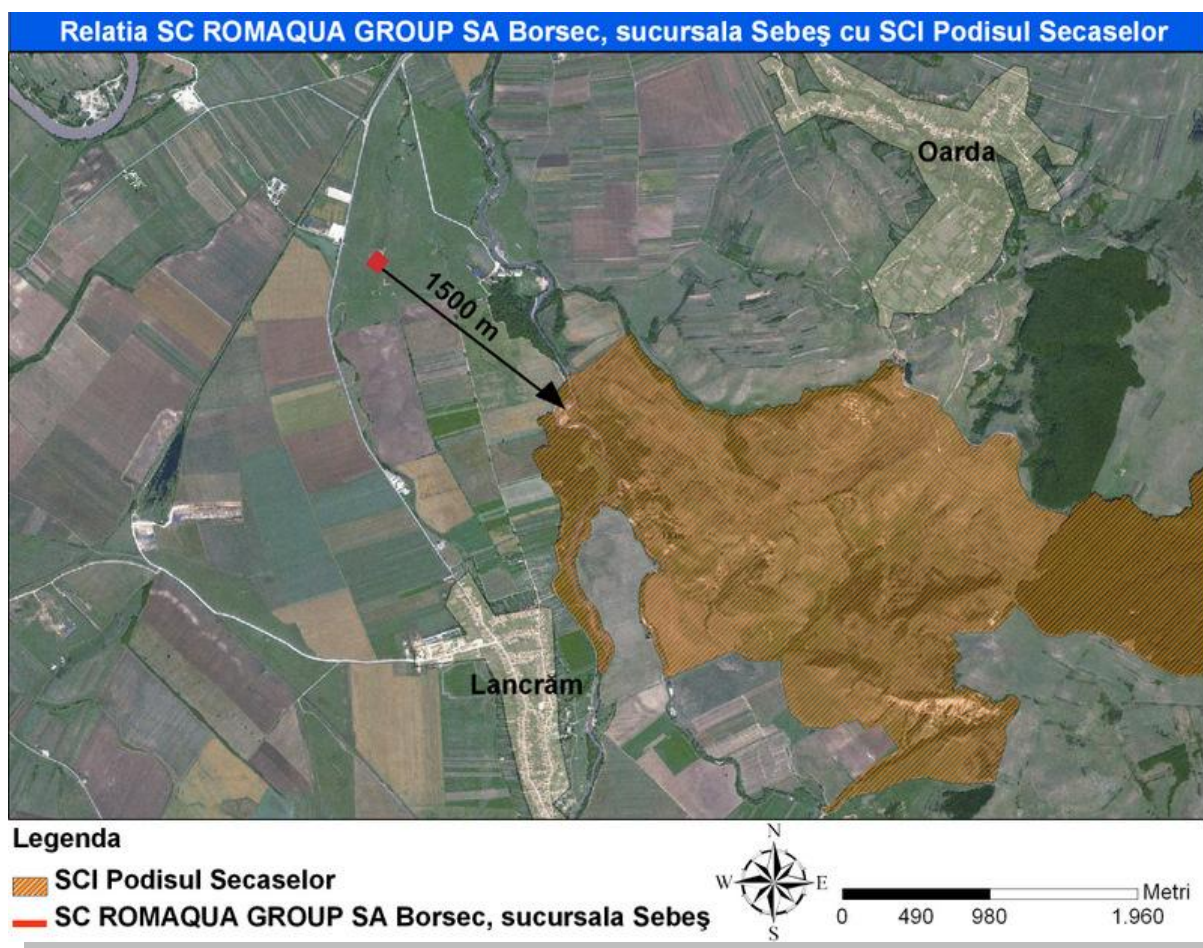 Relatia SC ROMAQUA GROUP SA Borsec, sucursala Sebeş cu SCI Podisul Secaselor
Oarda
1500 m
Lancrăm
Legenda
SCI Podisul Secaselor
SC ROMAQUA GROUP SA Borsec, sucursala Sebeş
N
W E
S
Metri
0 490 980 1.960